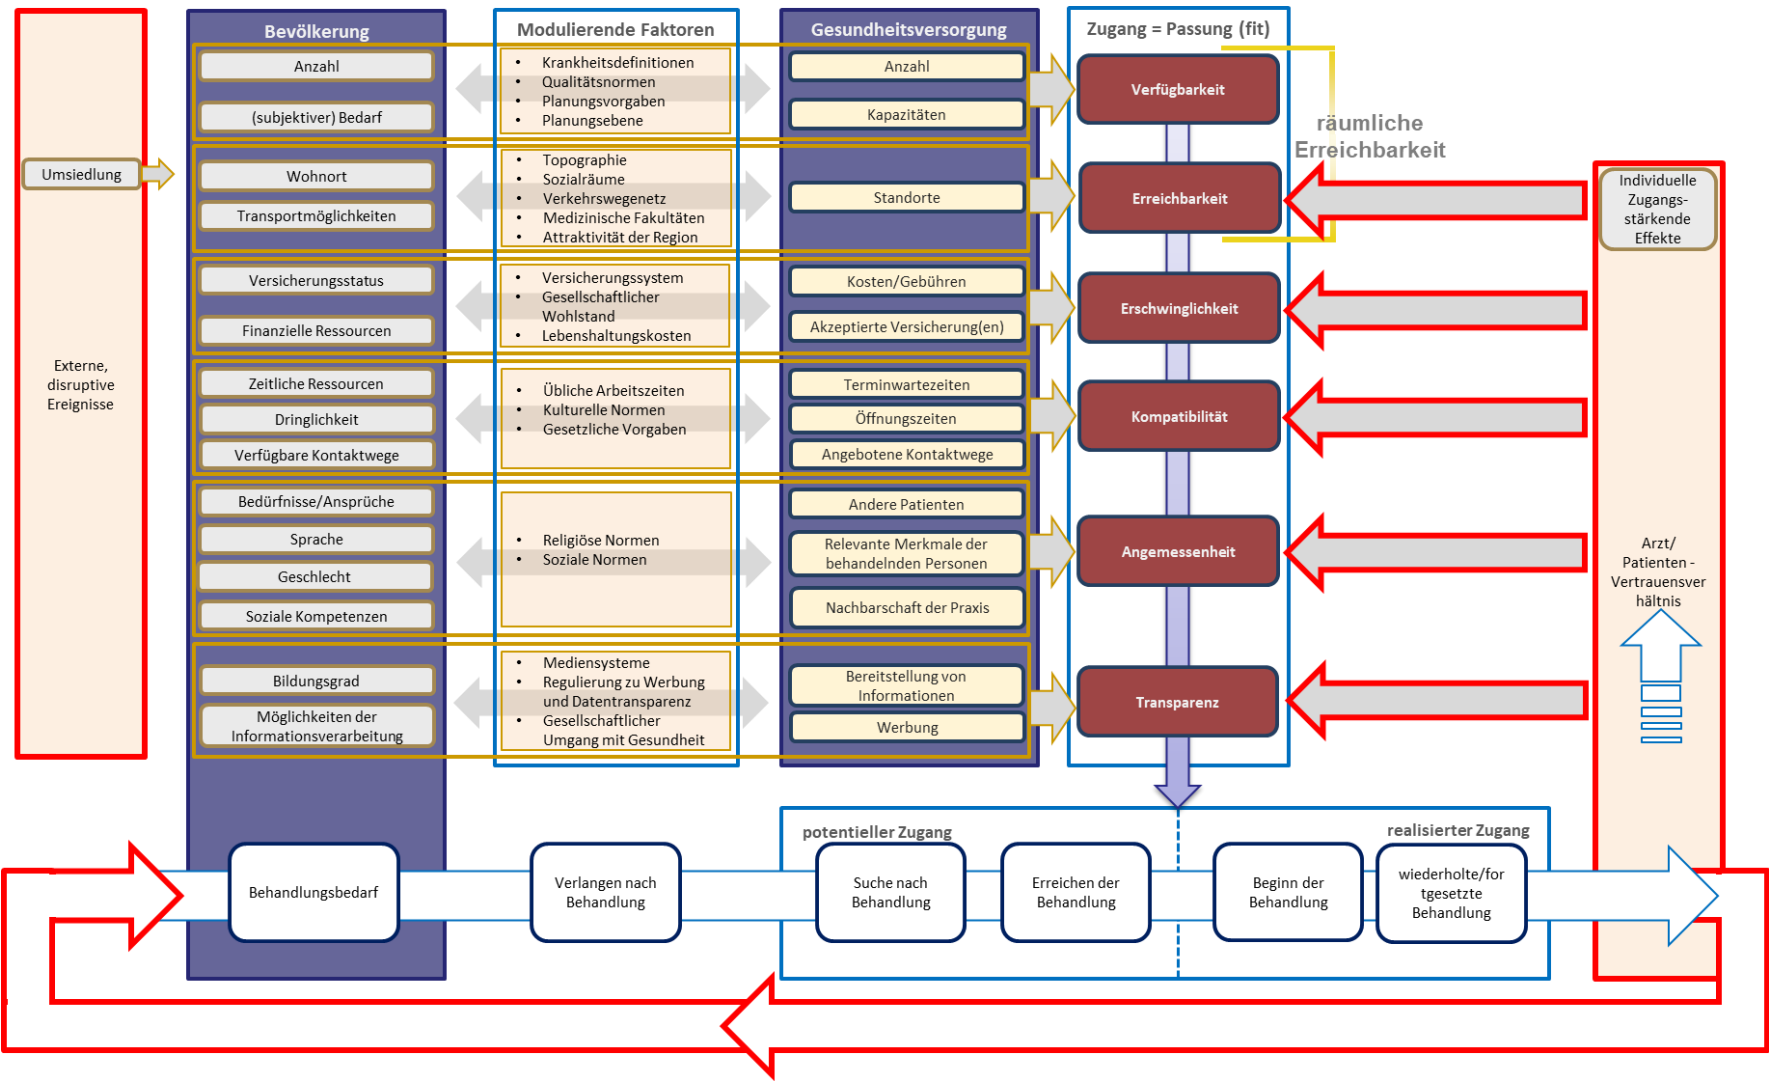 Bevölkerung
Modulierende Faktoren
Gesundheitsversorgung
Zugang = Passung (fit)
Anzahl
(subjektiver) Bedarf
• Krankheitsdefinitionen
• Qualitätsnormen
• Planungsvorgaben
• Planungsebene
Anzahl
Kapazitäten
Verfügbarkeit
räumliche
Erreichbarkeit
Umsiedlung
Wohnort
Transportmöglichkeiten
• Topographie
• Sozialräume
• Verkehrswegenetz
• Medizinische Fakultäten
• Attraktivität der Region
Standorte
Erreichbarkeit
Individuelle
Zugangs-
stärkende
Effekte
Versicherungsstatus
Finanzielle Ressourcen
• Versicherungssystem
• Gesellschaftlicher
Wohlstand
• Lebenshaltungskosten
Kosten/Gebühren
Akzeptierte Versicherung(en)
Erschwinglichkeit
Externe,
disruptive
Ereignisse
Zeitliche Ressourcen
Dringlichkeit
Verfügbare Kontaktwege
• Übliche Arbeitszeiten
• Kulturelle Normen
• Gesetzliche Vorgaben
Terminwartezeiten
Öffnungszeiten
Angebotene Kontaktwege
Kompatibilität
Bedürfnisse/Ansprüche
Sprache
Geschlecht
Soziale Kompetenzen
• Religiöse Normen
• Soziale Normen
Andere Patienten
Relevante Merkmale der
behandelnden Personen
Nachbarschaft der Praxis
Angemessenheit
Arzt/
Patienten -
Vertrauensver
hältnis
Bildungsgrad
Möglichkeiten der
Informationsverarbeitung
• Mediensysteme
• Regulierung zu Werbung
und Datentransparenz
• Gesellschaftlicher
Umgang mit Gesundheit
Bereitstellung von
Informationen
Werbung
Transparenz
potentieller Zugang
realisierter Zugang
Behandlungsbedarf
Verlangen nach
Behandlung
Suche nach
Behandlung
Erreichen der
Behandlung
Beginn der
Behandlung
wiederholte/for
tgesetzte
Behandlung